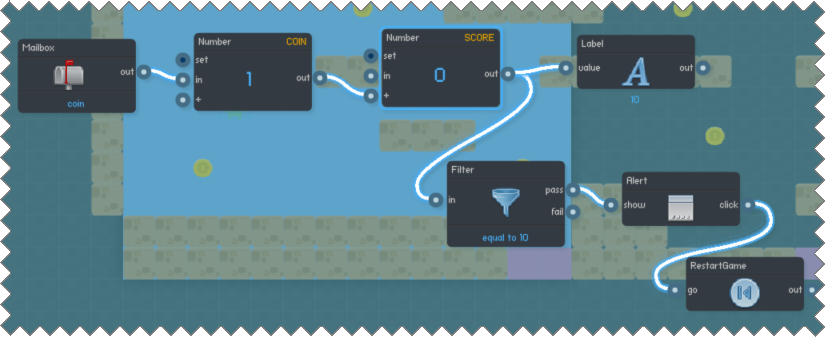 Mailbox
out
coin
Number COIN
set
in
1
out
+
Number SCORE
set
in
0
out
+
Label
value
out
10
Filter
in
pass
fail
equal to 10
Alert
show
click
RestartGame
go
out